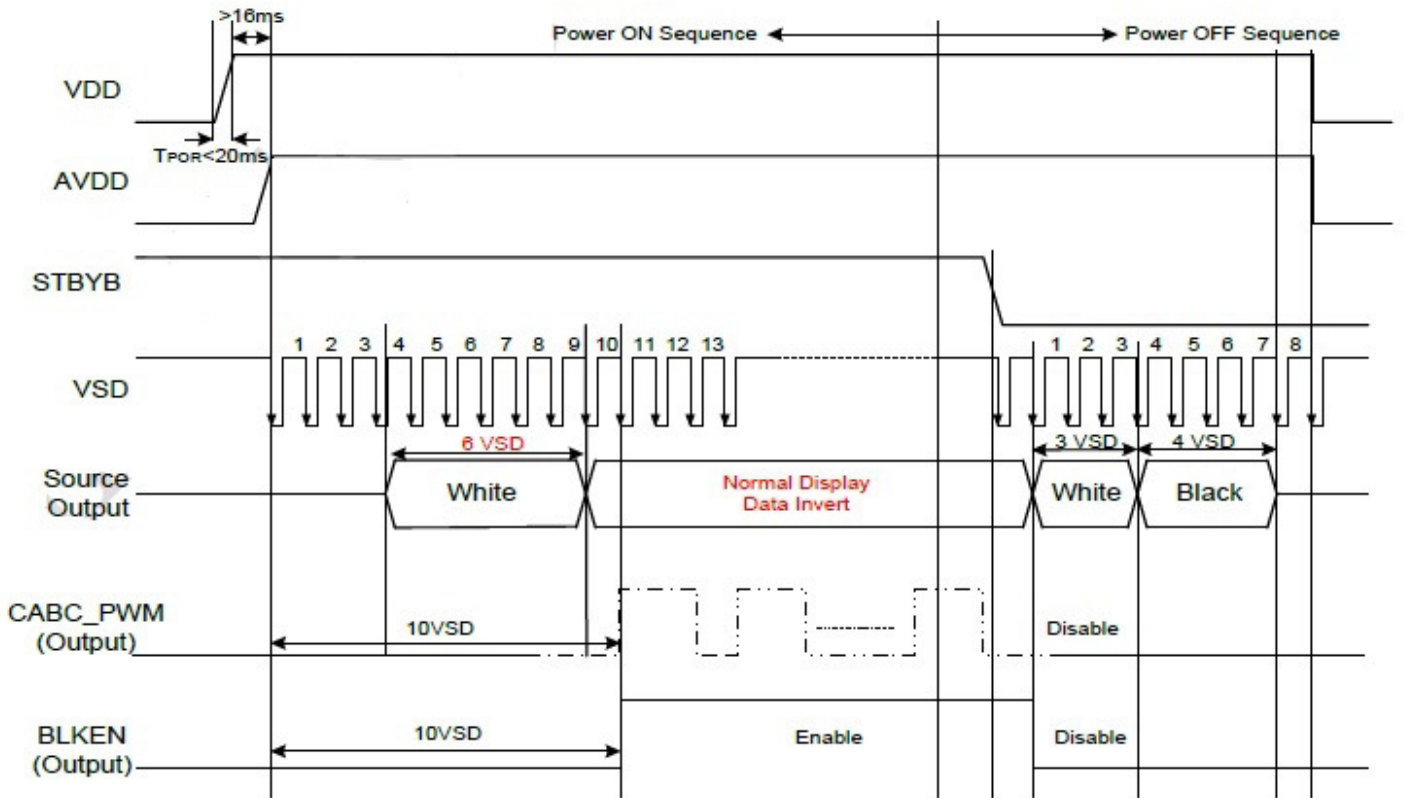 >16ms
Power ON Sequence
Power OFF Sequence
VDD
TPOR<20ms
AVDD
STBYB
1 2 3 4 5 6 7 8 9 10 11 12 13
1 2 3 4 5 6 7 8
VSD
6 VSD
3 VSD
4 VSD
Source
Output
White
Normal Display
Data Invert
White
Black
CABC_PWM
(Output)
10VSD
Disable
BLKEN
(Output)
10VSD
Enable
Disable